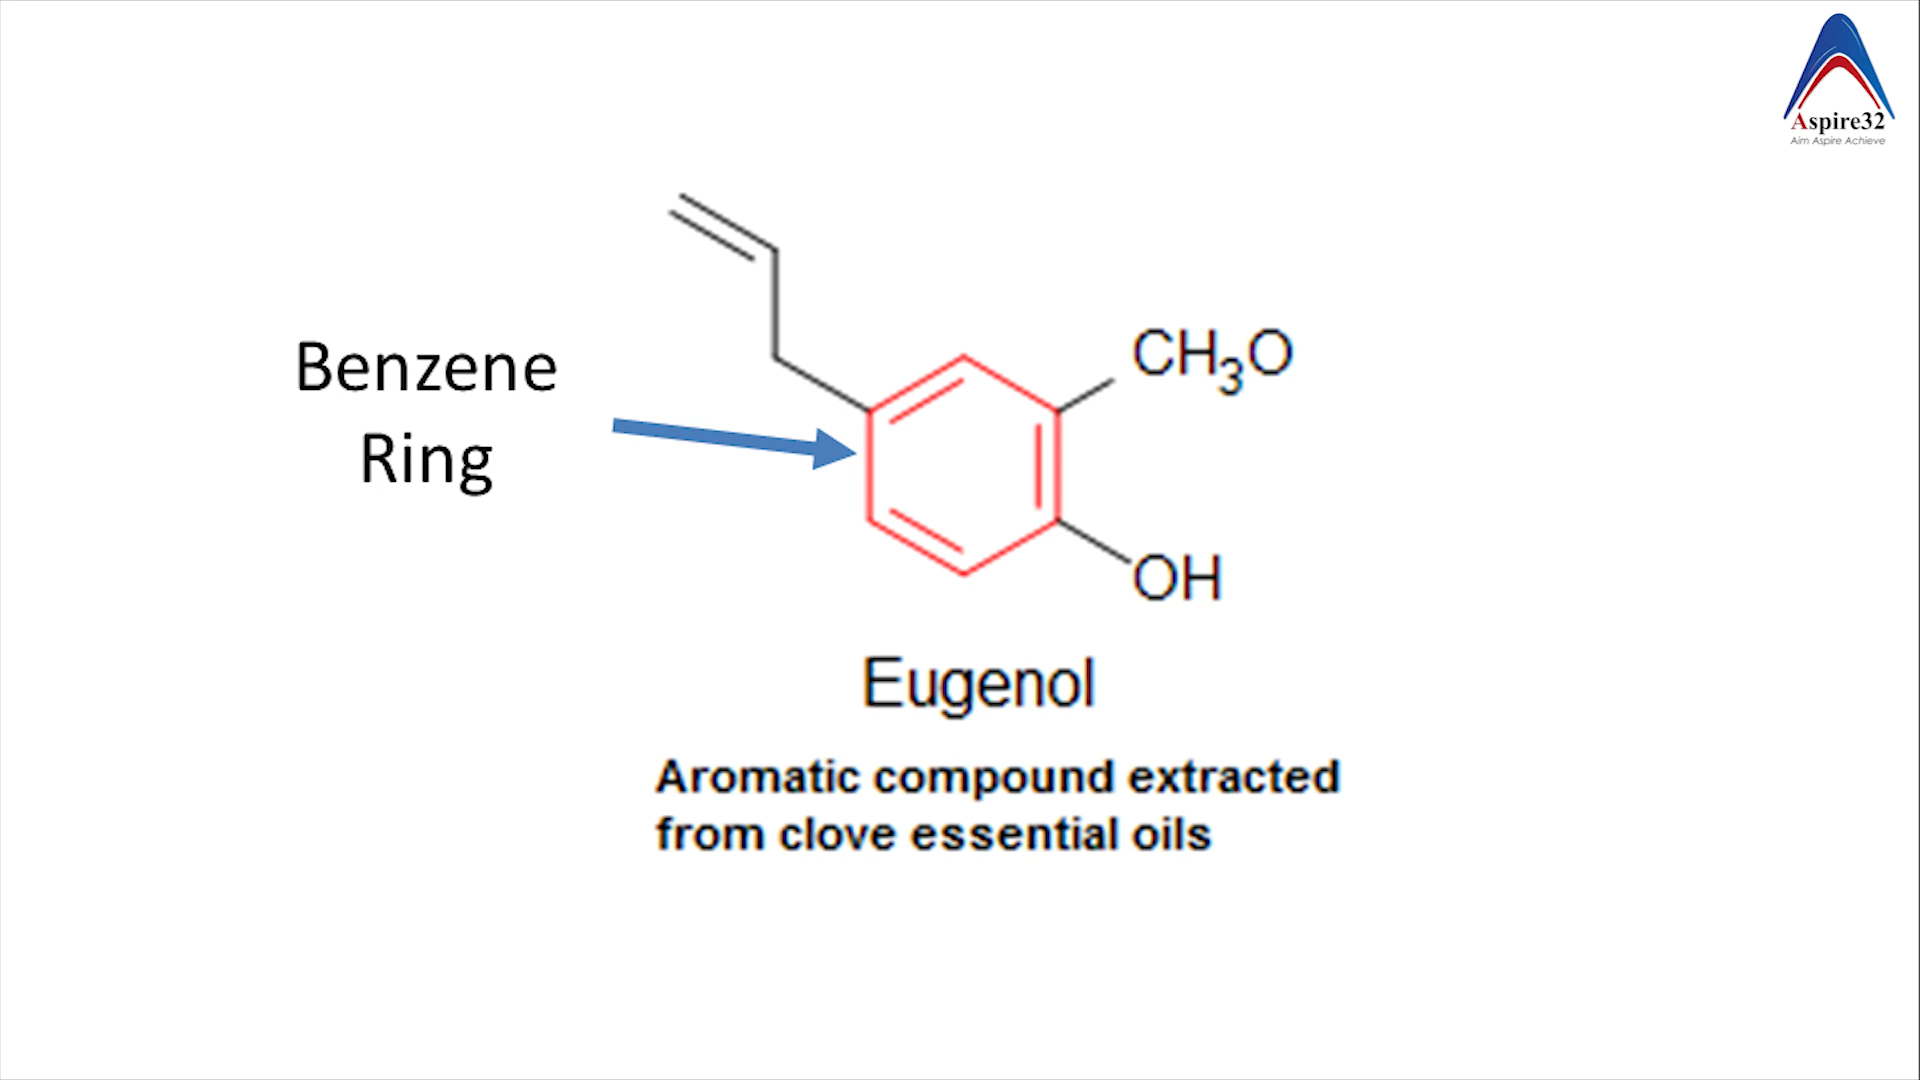 Aspire32
Aim Aspire Achieve
Benzene
Ring
CH₃O
OH
Eugenol
Aromatic compound extracted
from clove essential oils